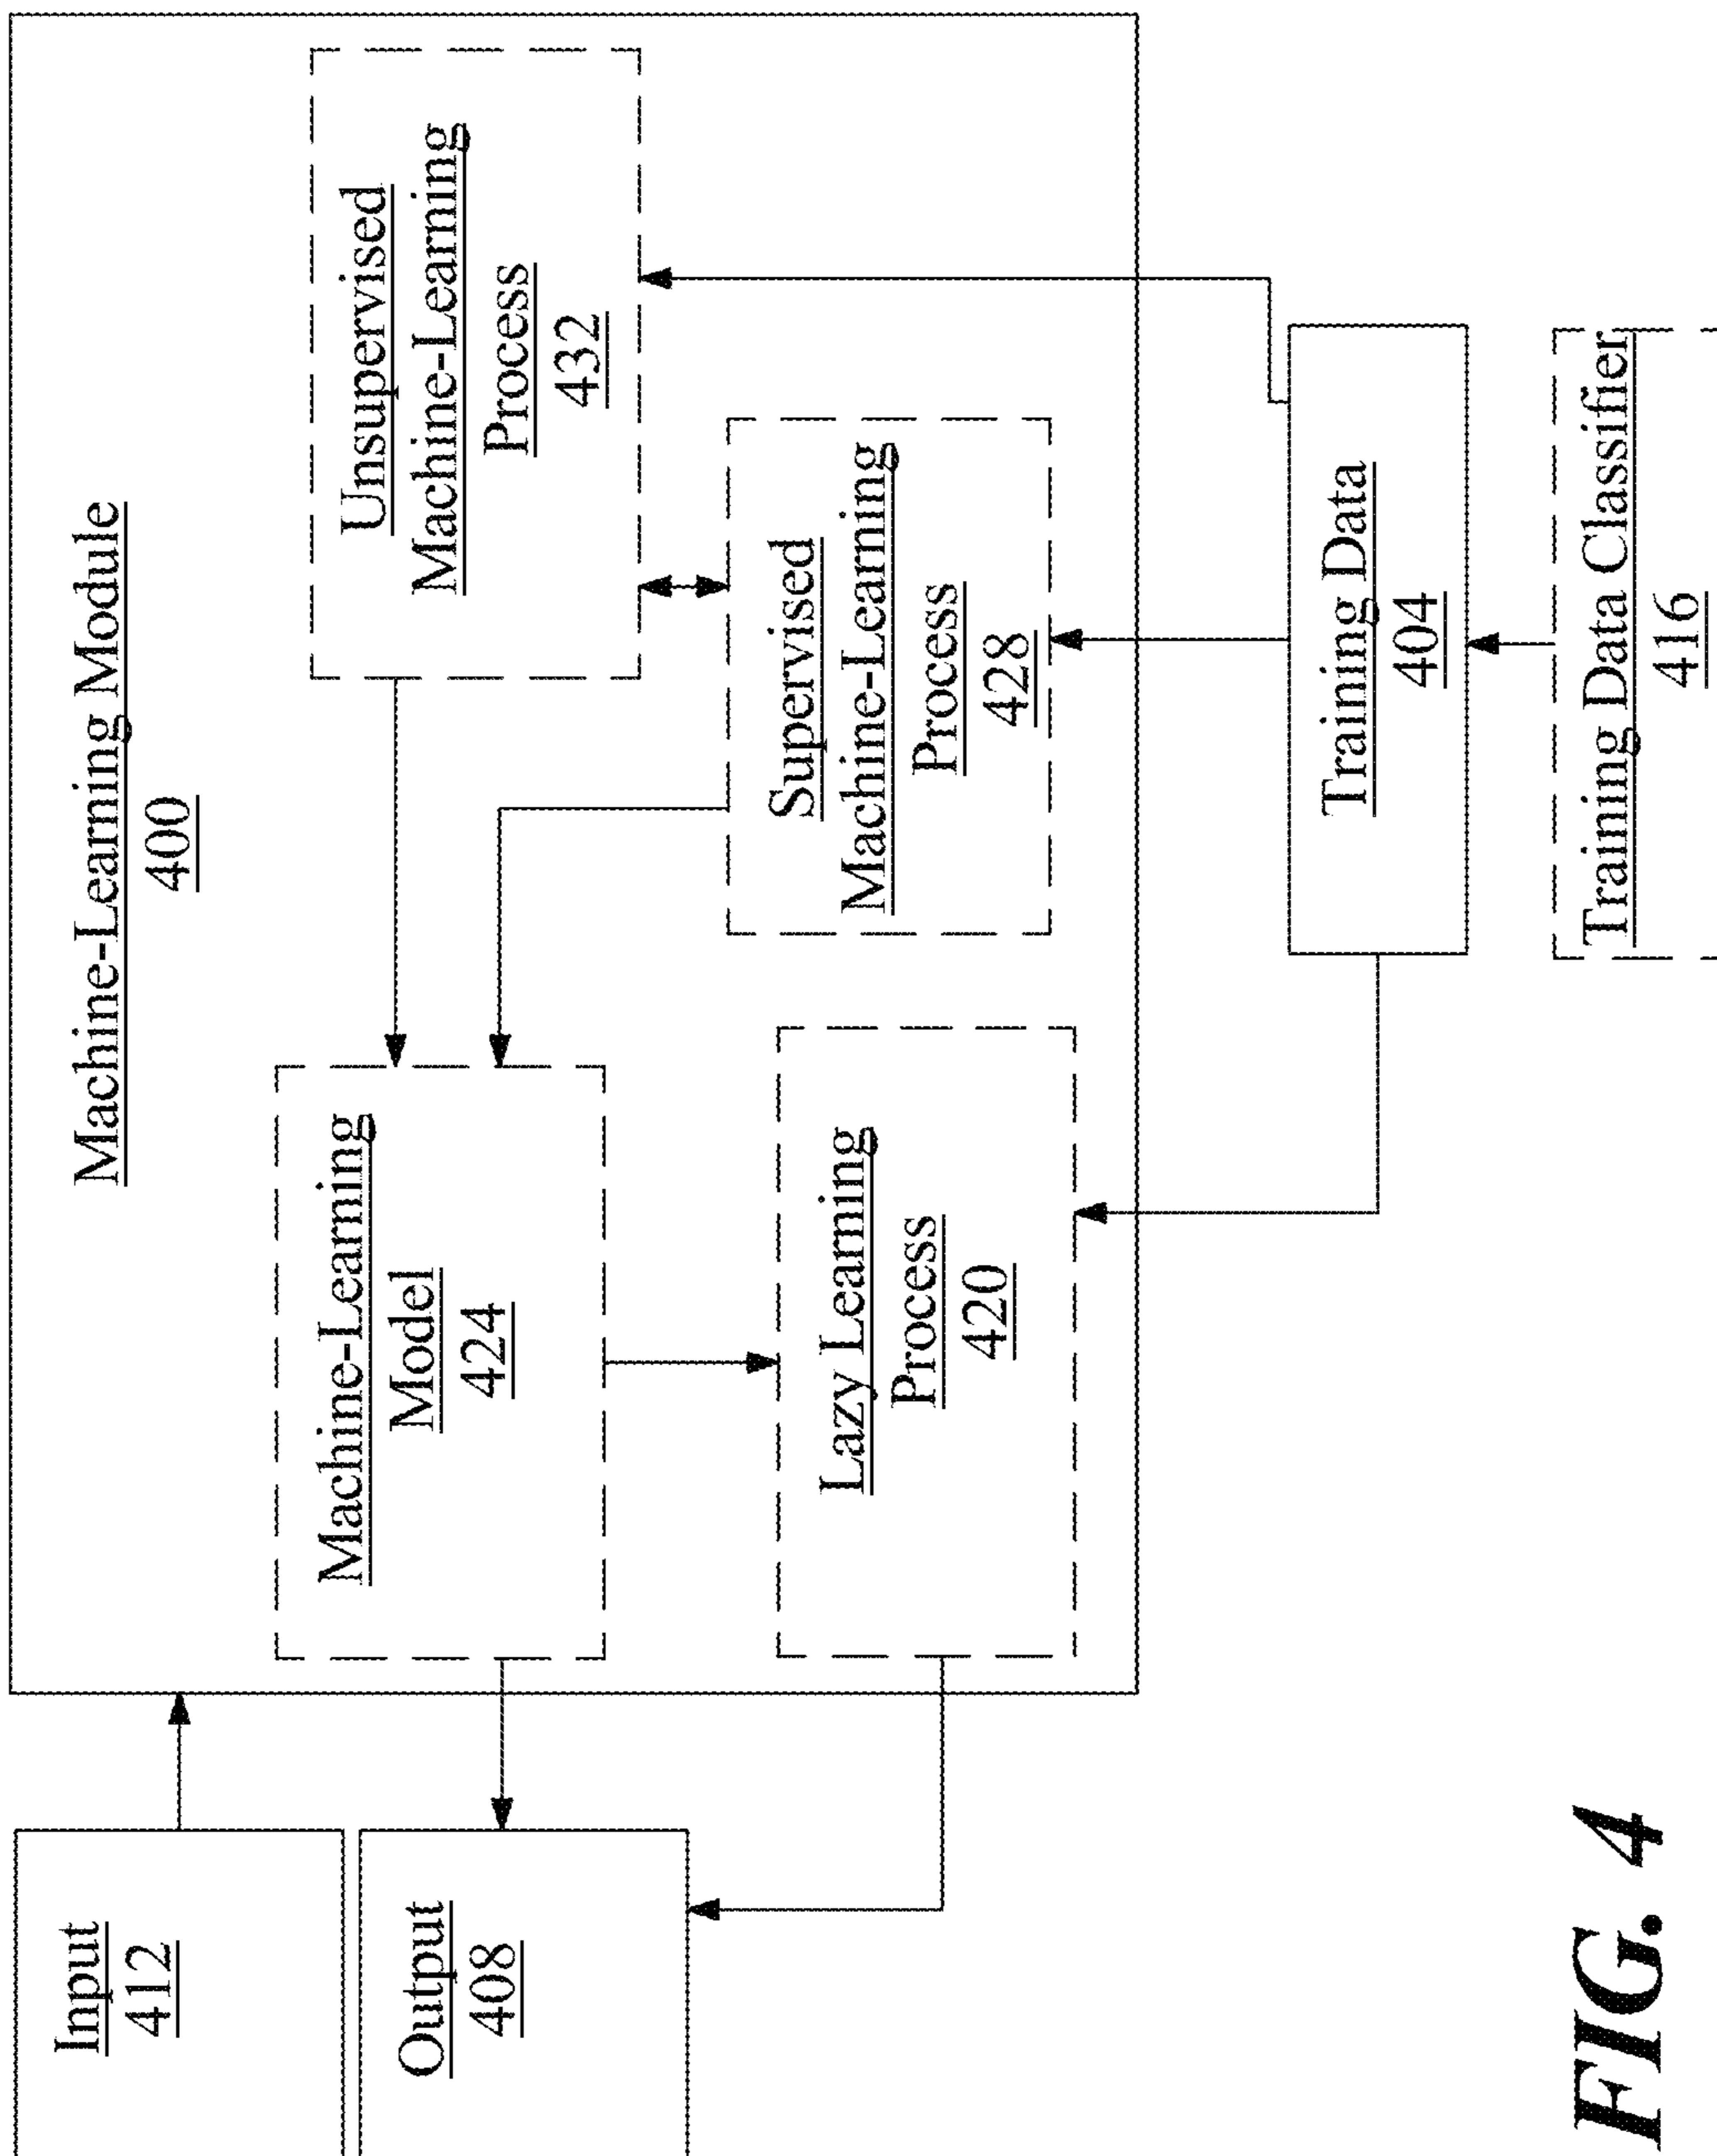 Machine-Learning Module
400
Input
412
Output
408
Machine-Learning
Model
424
Unsupervised
Machine-Learning
Process
432
Lazy Learning
Process
420
Supervised
Machine-Learning
Process
428
Training Data
404
Training Data Classifier
416
FIG. 4